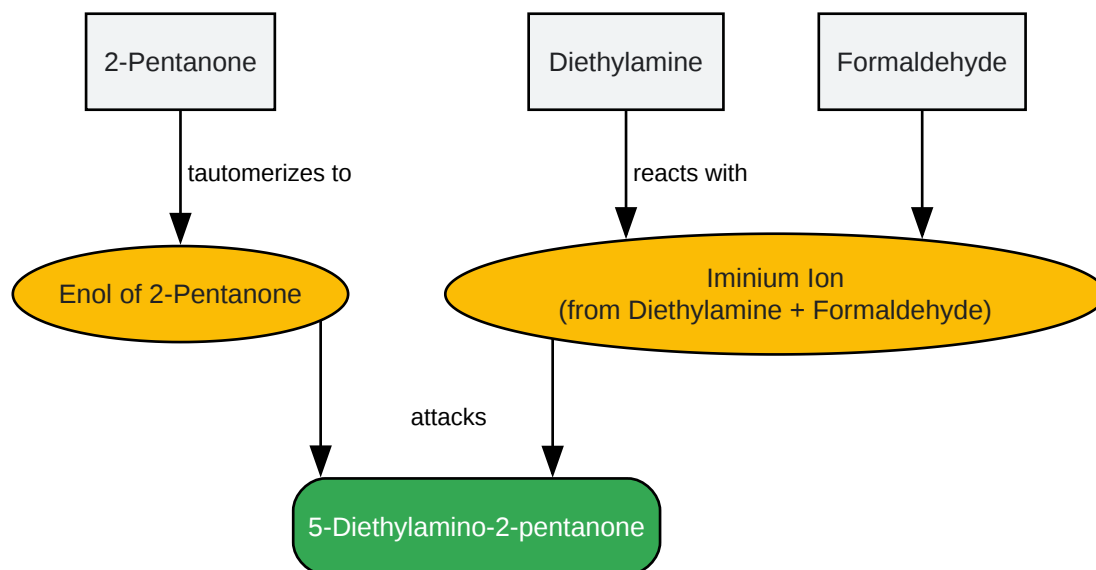 2-Pentanone
Diethylamine
Formaldehyde
tautomerizes to
reacts with
Enol of 2-Pentanone
Iminium Ion
(from Diethylamine + Formaldehyde)
attacks
5-Diethylamino-2-pentanone